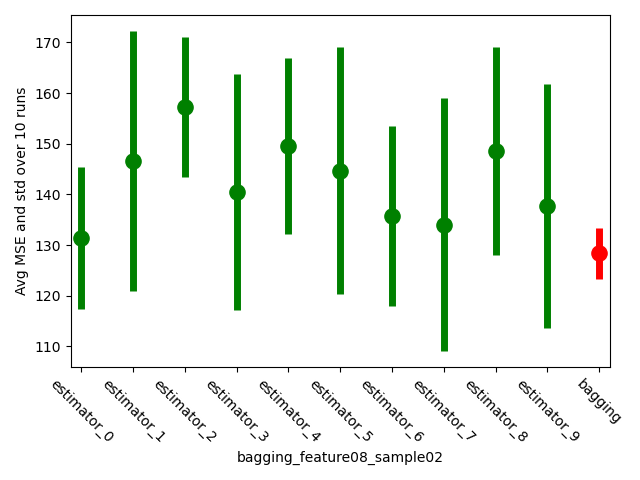 Avg MSE and std over 10 runs
170
160
150
140
130
120
110
estimator_0
estimator_1
estimator_2
estimator_3
estimator_4
estimator_5
estimator_6
estimator_7
estimator_8
estimator_9
bagging
bagging_feature08_sample02